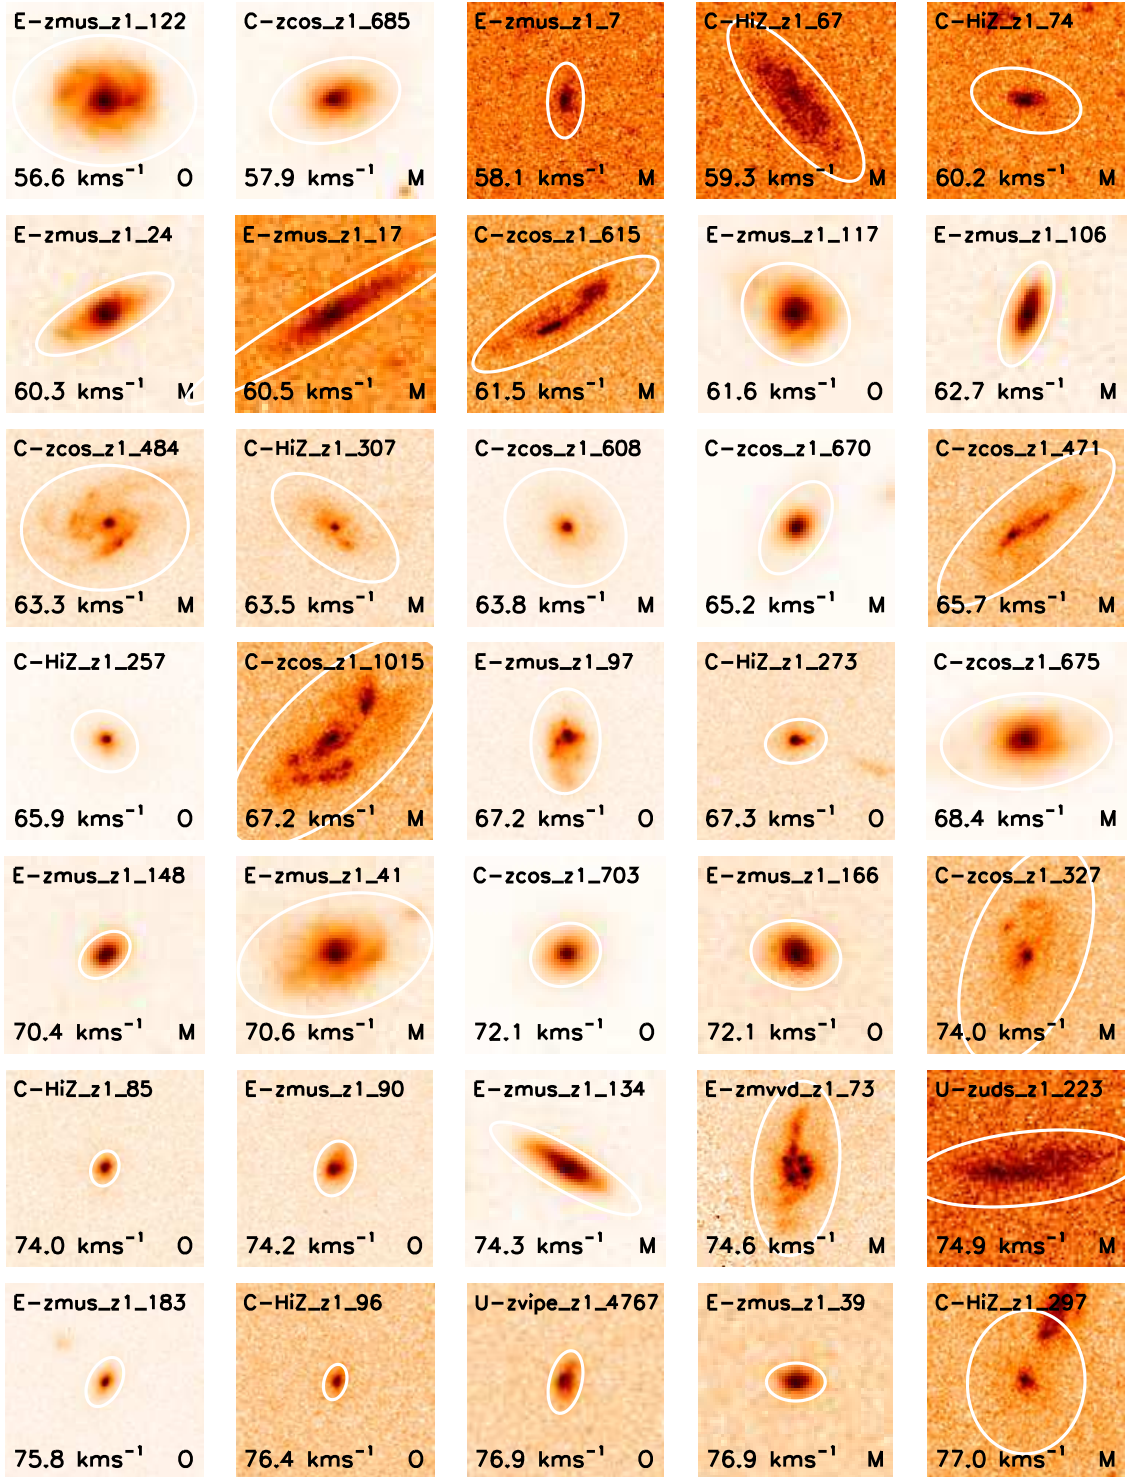 E-zmus_z1_122 C-zcos_z1_685 E-zmus_z1_7 C-HiZ_z1_67 C-HiZ_z1_74
56.6 kms⁻¹ O 57.9 kms⁻¹ M 58.1 kms⁻¹ M 59.3 kms⁻¹ M 60.2 kms⁻¹ M
E-zmus_z1_24 E-zmus_z1_17 C-zcos_z1_615 E-zmus_z1_117 E-zmus_z1_106
60.3 kms⁻¹ M 60.5 kms⁻¹ M 61.5 kms⁻¹ M 61.6 kms⁻¹ O 62.7 kms⁻¹ M
C-zcos_z1_484 C-HiZ_z1_307 C-zcos_z1_608 C-zcos_z1_670 C-zcos_z1_471
63.3 kms⁻¹ M 63.5 kms⁻¹ M 63.8 kms⁻¹ M 65.2 kms⁻¹ M 65.7 kms⁻¹ M
C-HiZ_z1_257 C-zcos_z1_1015 E-zmus_z1_97 C-HiZ_z1_273 C-zcos_z1_675
65.9 kms⁻¹ O 67.2 kms⁻¹ M 67.2 kms⁻¹ O 67.3 kms⁻¹ O 68.4 kms⁻¹ M
E-zmus_z1_148 E-zmus_z1_41 C-zcos_z1_703 E-zmus_z1_166 C-zcos_z1_327
70.4 kms⁻¹ M 70.6 kms⁻¹ M 72.1 kms⁻¹ O 72.1 kms⁻¹ O 74.0 kms⁻¹ M
C-HiZ_z1_85 E-zmus_z1_90 E-zmus_z1_134 E-zmvvd_z1_73 U-zuds_z1_223
74.0 kms⁻¹ O 74.2 kms⁻¹ O 74.3 kms⁻¹ M 74.6 kms⁻¹ M 74.9 kms⁻¹ M
E-zmus_z1_183 C-HiZ_z1_96 U-zvipe_z1_4767 E-zmus_z1_39 C-HiZ_z1_297
75.8 kms⁻¹ O 76.4 kms⁻¹ O 76.9 kms⁻¹ O 76.9 kms⁻¹ M 77.0 kms⁻¹ M